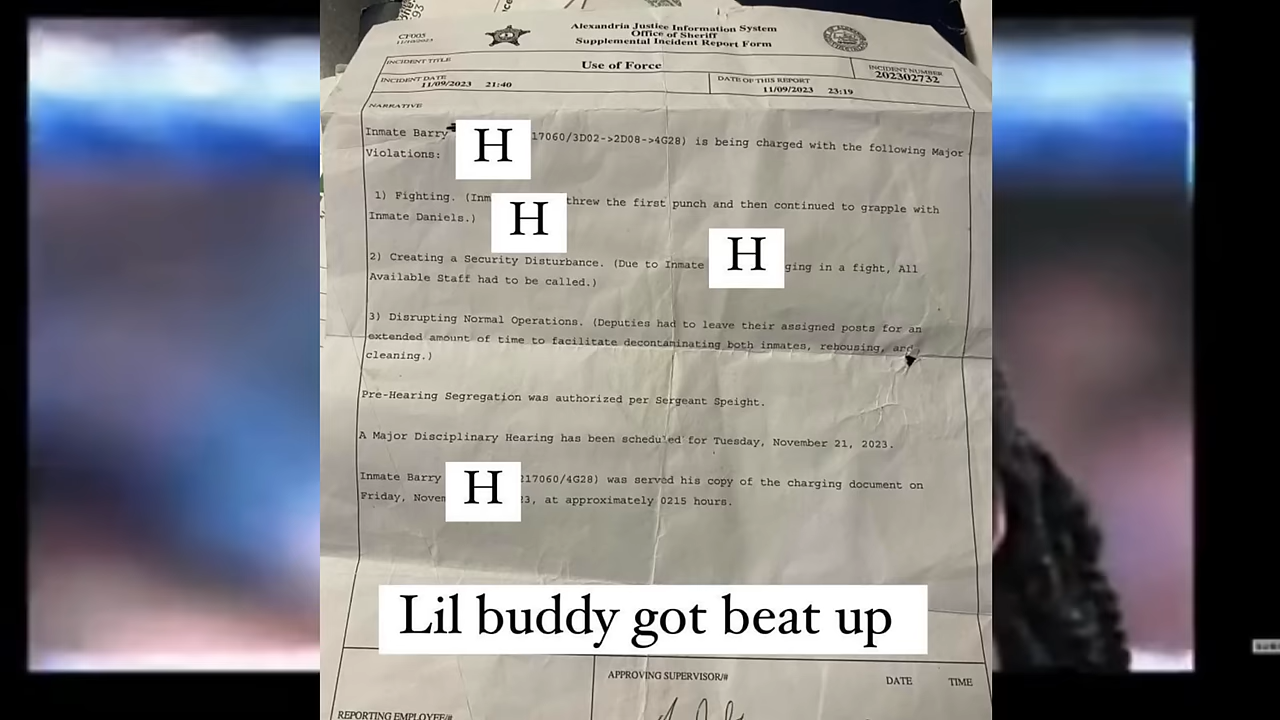 Alexandria Justice Information System
CF005
Office of Sheriff
11/10/2023
Supplemental Incident Report Form
INCIDENT TITLE
Use of Force
INCIDENT NUMBER
202302732
INCIDENT DATE
11/09/2023 21:40
DATE OF THIS REPORT
11/09/2023 23:19
NARRATIVE
Inmate Barry H 17060/3D02->2D08->4G28) is being charged with the following Major
Violations:
1) Fighting. (Inm H threw the first punch and then continued to grapple with
Inmate Daniels.)
2) Creating a Security Disturbance. (Due to Inmate H ging in a fight, All
Available Staff had to be called.)
3) Disrupting Normal Operations. (Deputies had to leave their assigned posts for an
extended amount of time to facilitate decontaminating both inmates, rehousing, and
cleaning.)
Pre-Hearing Segregation was authorized per Sergeant Speight.
A Major Disciplinary Hearing has been scheduled for Tuesday, November 21, 2023.
Inmate Barry H 17060/4G28) was served his copy of the charging document on
Friday, Novem 3, at approximately 0215 hours.
Lil buddy got beat up
APPROVING SUPERVISOR/#
DATE
TIME
REPORTING EMPLOYEE/#